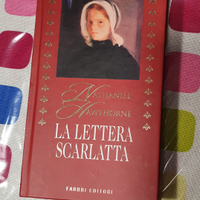 Nathaniel
Hawthorne
LA LETTERA
SCARLATTA
FABBRI EDITORI